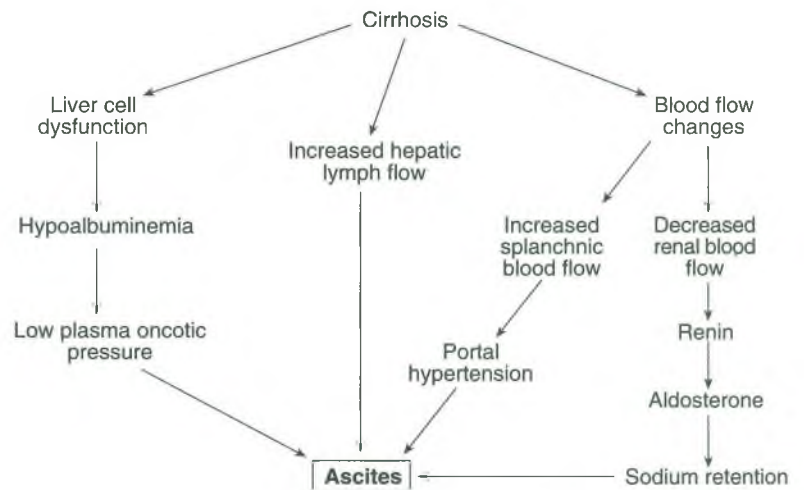 Cirrhosis
Liver cell
dysfunction
Increased hepatic
lymph flow
Blood flow
changes
Hypoalbuminemia
Increased
splanchnic
blood flow
Decreased
renal blood
flow
Low plasma oncotic
pressure
Portal
hypertension
Renin
Aldosterone
Ascites
Sodium retention